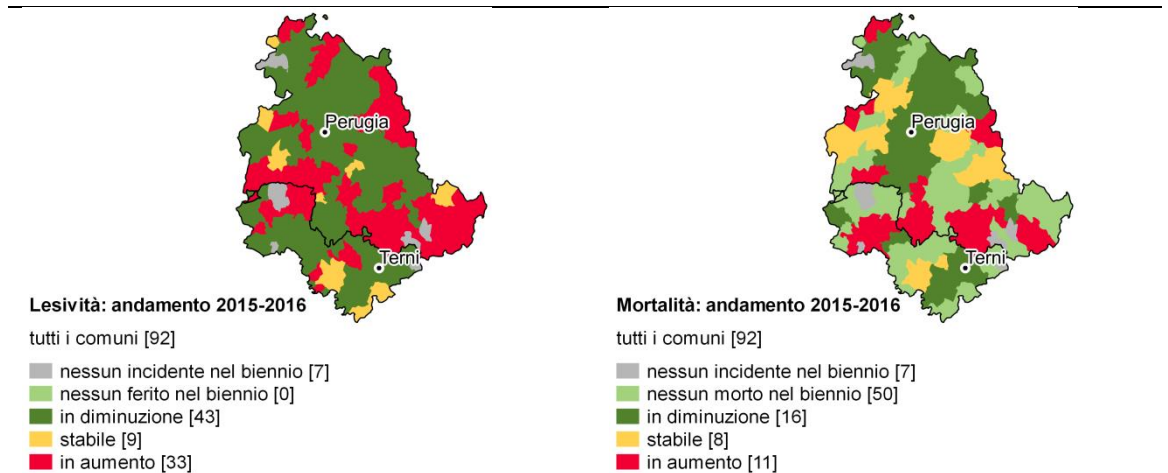 Perugia
Terni
Lesività: andamento 2015-2016
tutti i comuni [92]
nessun incidente nel biennio [7]
nessun ferito nel biennio [0]
in diminuzione [43]
stabile [9]
in aumento [33]
Perugia
Terni
Mortalità: andamento 2015-2016
tutti i comuni [92]
nessun incidente nel biennio [7]
nessun morto nel biennio [50]
in diminuzione [16]
stabile [8]
in aumento [11]